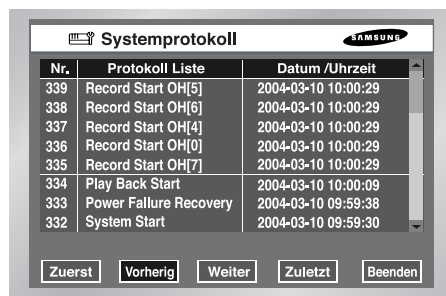 Systemprotokoll
SAMSUNG
Nr. Protokoll Liste Datum /Uhrzeit
339 Record Start OH[5] 2004-03-10 10:00:29
338 Record Start OH[6] 2004-03-10 10:00:29
337 Record Start OH[4] 2004-03-10 10:00:29
336 Record Start OH[0] 2004-03-10 10:00:29
335 Record Start OH[7] 2004-03-10 10:00:29
334 Play Back Start 2004-03-10 10:00:09
333 Power Failure Recovery 2004-03-10 09:59:38
332 System Start 2004-03-10 09:59:30
Zuerst Vorherig Weiter Zuletzt Beenden